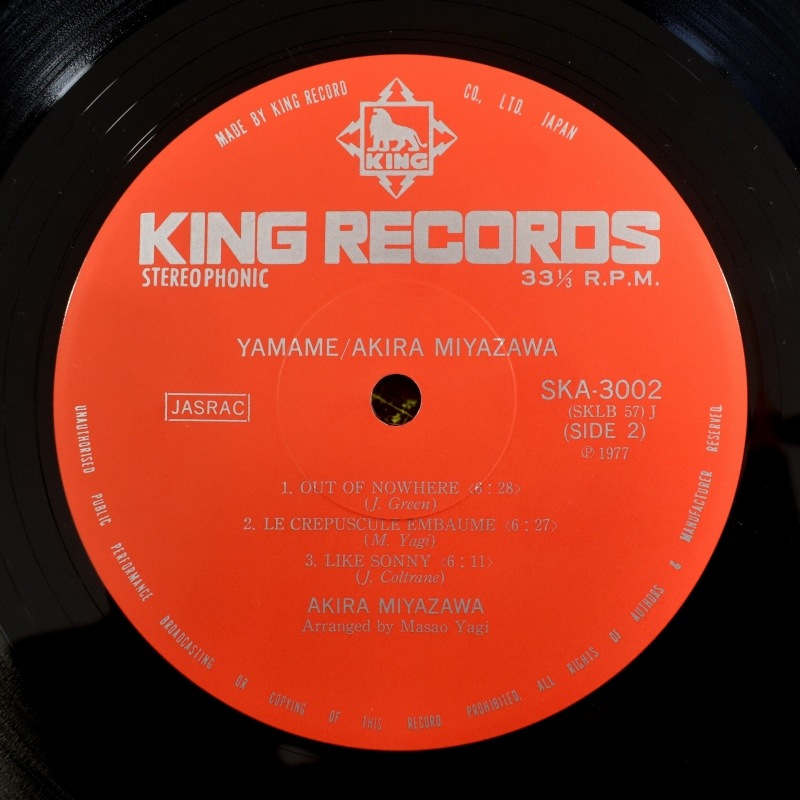 MADE BY KING RECORD CO., LTD. JAPAN
KING
KING RECORDS
STEREOPHONIC
33⅓ R.P.M.
YAMAME/AKIRA MIYAZAWA
JASRAC
SKA-3002
(SKLB 57) J
(SIDE 2)
℗ 1977
1. OUT OF NOWHERE <6:28>
(J. Green)
2. LE CREPUSCULE EMBAUME <6:27>
(M. Yagi)
3. LIKE SONNY <6:11>
(J. Coltrane)
AKIRA MIYAZAWA
Arranged by Masao Yagi
UNAUTHORISED PUBLIC PERFORMANCE BROADCASTING OR COPYING OF THIS RECORD PROHIBITED. ALL RIGHTS OF AUTHORS & MANUFACTURER RESERVED.